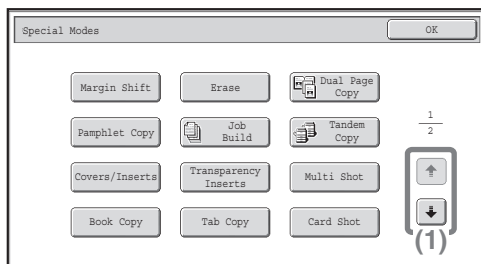 Special Modes
OK
Margin Shift
Erase
Dual Page
Copy
Pamphlet Copy
Job
Build
Tandem
Copy
1
2
Covers/Inserts
Transparency
Inserts
Multi Shot
Book Copy
Tab Copy
Card Shot
(1)